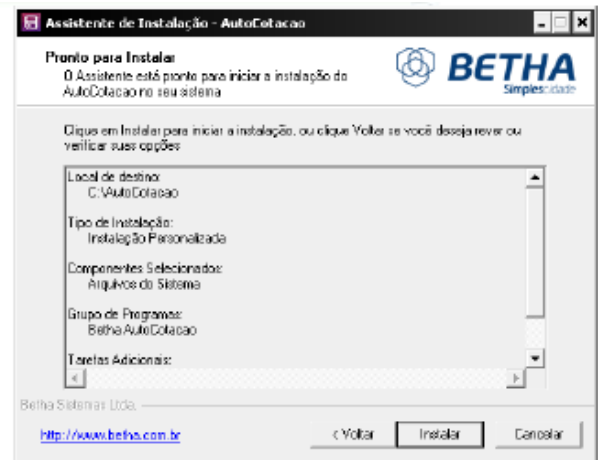 Assistente de Instalação - AutoCotacao
Pronto para Instalar
O Assistente está pronto para iniciar a instalação do
AutoCotacao no seu sistema
BETHA
Simplescidade
Clique em Instalar para iniciar a instalação, ou clique Voltar se você deseja rever ou
verificar suas opções
Local de destino:
C:\AutoCotacao
Tipo de Instalação:
Instalação Personalizada
Componentes Selecionados:
Arquivos do Sistema
Grupo de Programas:
Betha AutoCotacao
Tarefas Adicionais:
Betha Sistemas Ltda.
http://www.betha.com.br
< Voltar
Instalar
Cancelar